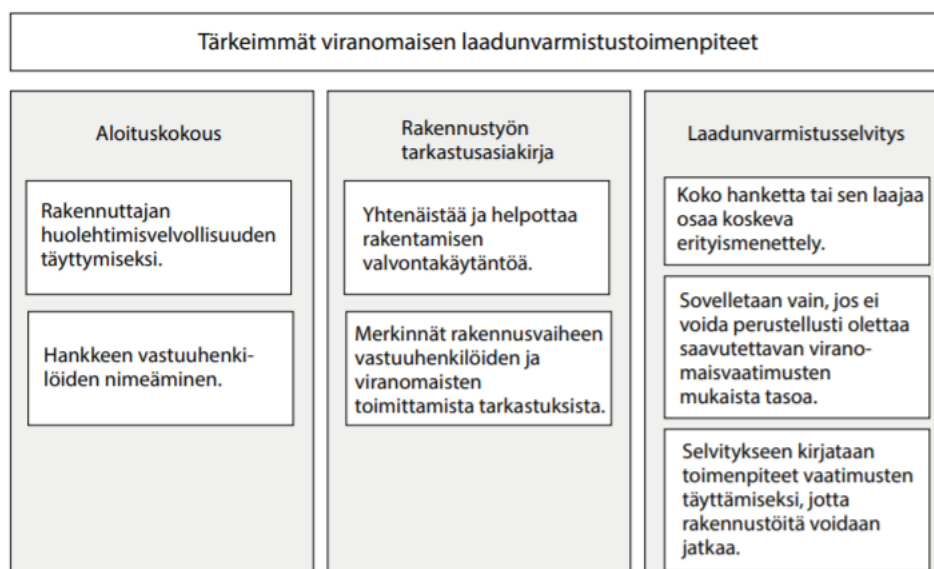 Tärkeimmät viranomaisen laadunvarmistustoimenpiteet
Aloituskokous
Rakennuttajan
huolehtimisvelvollisuuden
täyttymiseksi.
Hankkeen vastuuhenki-
löiden nimeäminen.
Rakennustyön
tarkastusasiakirja
Yhtenäistää ja helpottaa
rakentamisen
valvontakäytäntöä.
Merkinnät rakennusvaiheen
vastuuhenkilöiden ja
viranomaisten
toimittamista tarkastuksista.
Laadunvarmistusselvitys
Koko hanketta tai sen laajaa
osaa koskeva
erityismenettely.
Sovelletaan vain, jos ei
voida perustellusti olettaa
saavutettavan virano-
maisvaatimusten
mukaista tasoa.
Selvitykseen kirjataan
toimenpiteet vaatimusten
täyttämiseksi, jotta
rakennustöitä voidaan
jatkaa.